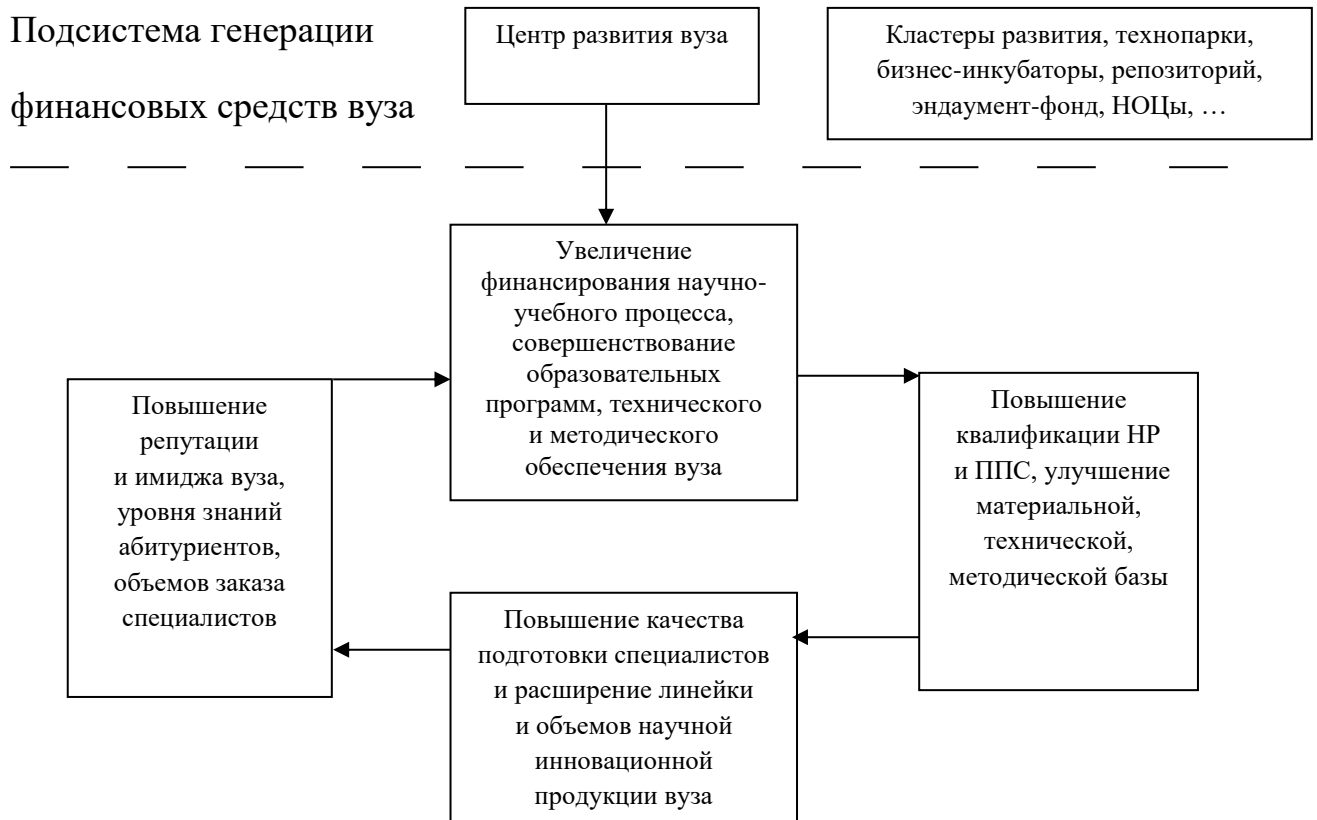 Подсистема генерации
финансовых средств вуза
Центр развития вуза
Кластеры развития, технопарки,
бизнес-инкубаторы, репозиторий,
эндаумент-фонд, НОЦы, …
Увеличение
финансирования научно-
учебного процесса,
совершенствование
образовательных
программ, технического
и методического
обеспечения вуза
Повышение
репутации
и имиджа вуза,
уровня знаний
абитуриентов,
объемов заказа
специалистов
Повышение
квалификации НР
и ППС, улучшение
материальной,
технической,
методической базы
Повышение качества
подготовки специалистов
и расширение линейки
и объемов научной
инновационной
продукции вуза